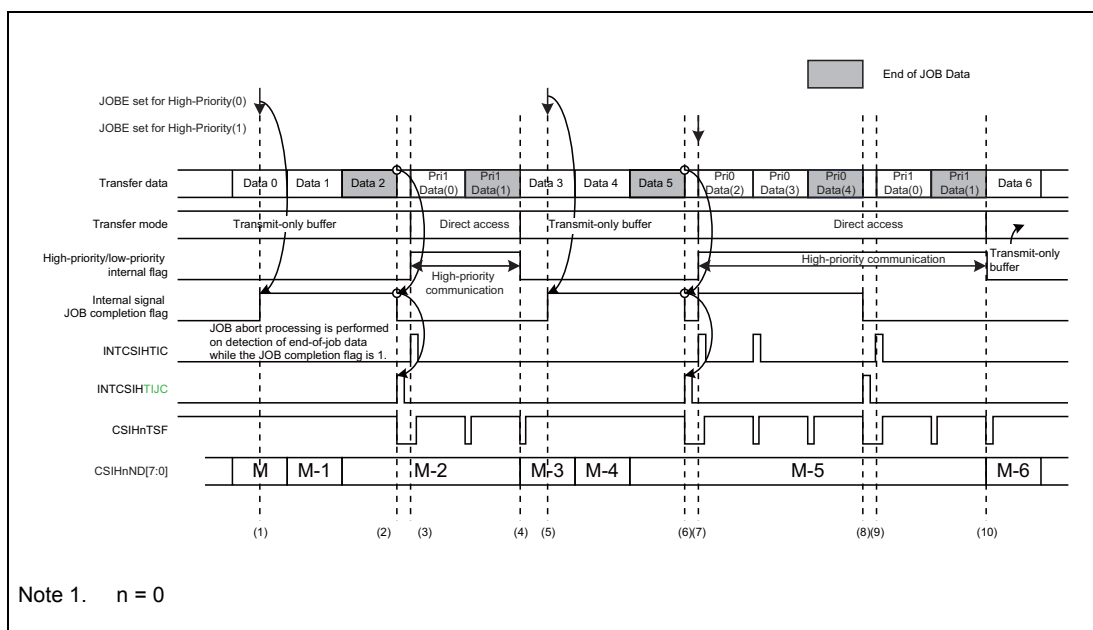 End of JOB Data
JOBE set for High-Priority(0)
JOBE set for High-Priority(1)
Transfer data
Data 0
Data 1
Data 2
Pri1
Data(0)
Pri1
Data(1)
Data 3
Data 4
Data 5
Pri0
Data(2)
Pri0
Data(3)
Pri0
Data(4)
Pri1
Data(0)
Pri1
Data(1)
Data 6
Transfer mode
Transmit-only buffer
Direct access
Transmit-only buffer
Direct access
Transmit-only
buffer
High-priority/low-priority
internal flag
High-priority
communication
High-priority communication
Internal signal
JOB completion flag
JOB abort processing is performed
on detection of end-of-job data
while the JOB completion flag is 1.
INTCSIHTIC
INTCSIHTIJC
CSIHnTSF
CSIHnND[7:0]
M
M-1
M-2
M-3
M-4
M-5
M-6
(1)
(2)
(3)
(4)
(5)
(6)(7)
(8)(9)
(10)
Note 1. n = 0